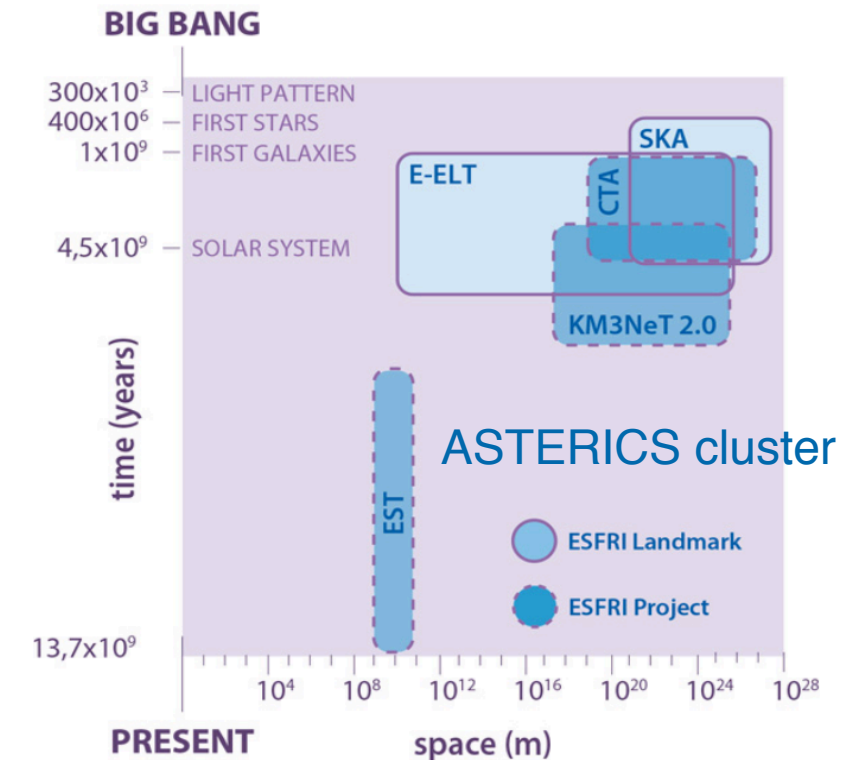 BIG BANG
300x10³ LIGHT PATTERN
400x10⁶ FIRST STARS
1x10⁹ FIRST GALAXIES
SKA
E-ELT
CTA
4,5x10⁹ SOLAR SYSTEM
KM3NeT 2.0
time (years)
ASTERICS cluster
EST
ESFRI Landmark
ESFRI Project
13,7x10⁹
10⁴ 10⁸ 10¹² 10¹⁶ 10²⁰ 10²⁴ 10²⁸
PRESENT space (m)